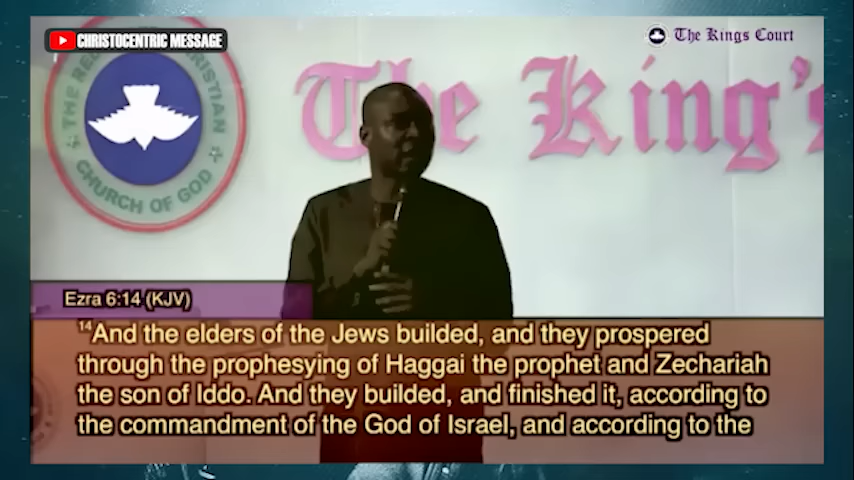 CHRISTOCENTRIC MESSAGE
The Kings Court
THE REDEEMED CHRISTIAN
CHURCH OF GOD
The King's
Ezra 6:14 (KJV)
14And the elders of the Jews builded, and they prospered
through the prophesying of Haggai the prophet and Zechariah
the son of Iddo. And they builded, and finished it, according to
the commandment of the God of Israel, and according to the